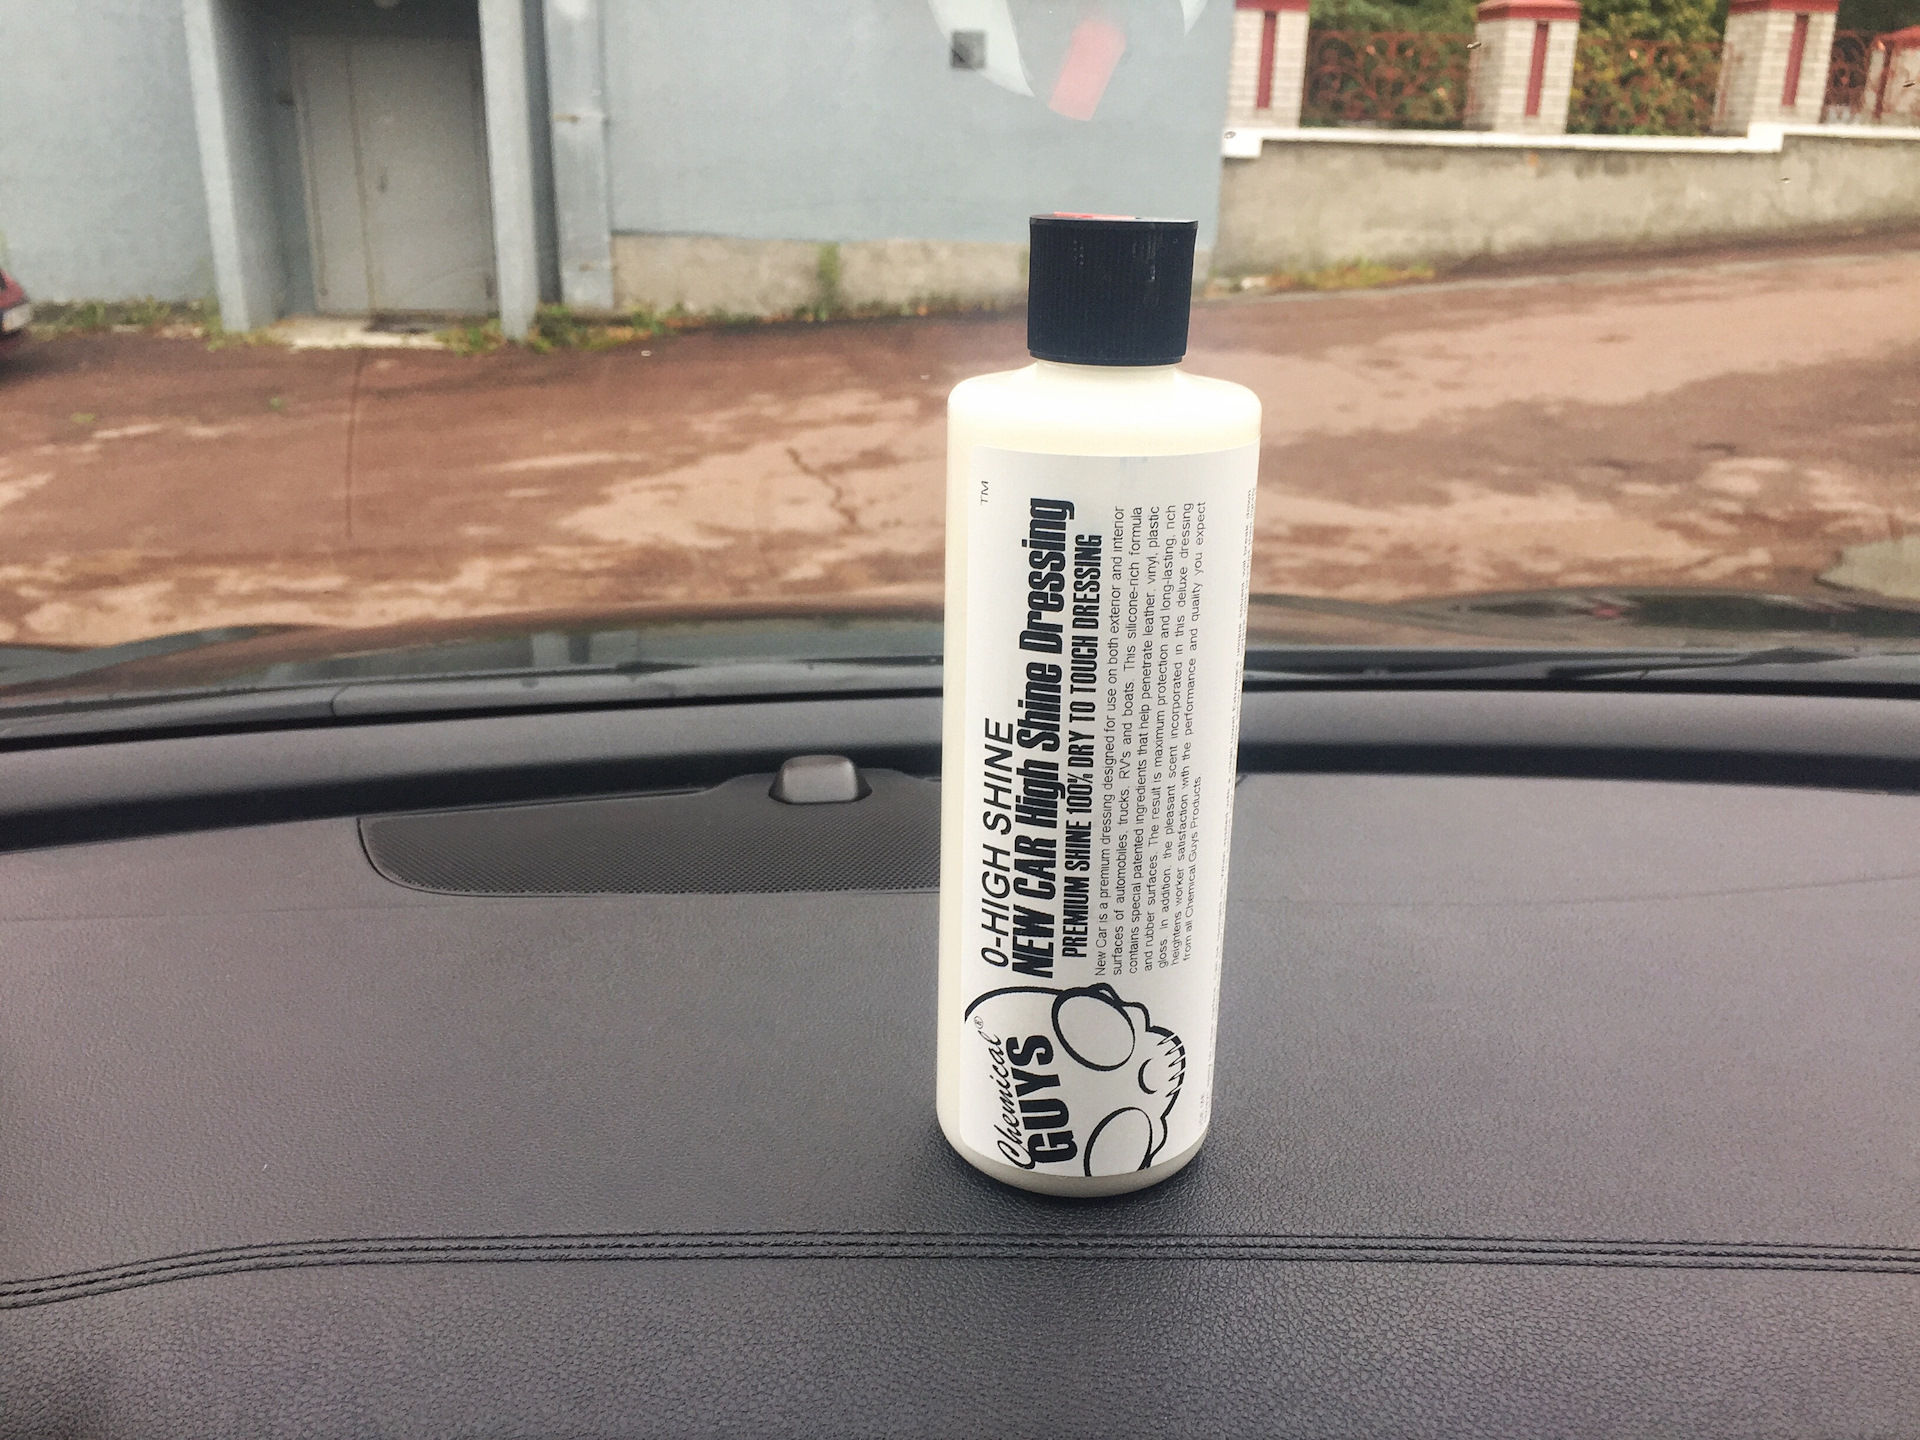 TM
O-HIGH SHINE
NEW CAR High Shine Dressing
PREMIUM SHINE 100% DRY TO TOUCH DRESSING
New Car is a premium dressing designed for use on both exterior and interior
surfaces of automobiles, trucks, RV's and boats. This silicone-rich formula
contains special patented ingredients that help penetrate leather, vinyl, plastic
and rubber surfaces. The result is maximum protection and long-lasting, rich
gloss. In addition, the pleasant scent incorporated in this deluxe dressing
heightens worker satisfaction with the performance and quality you expect
from all Chemical Guys Products
Chemical®
GUYS